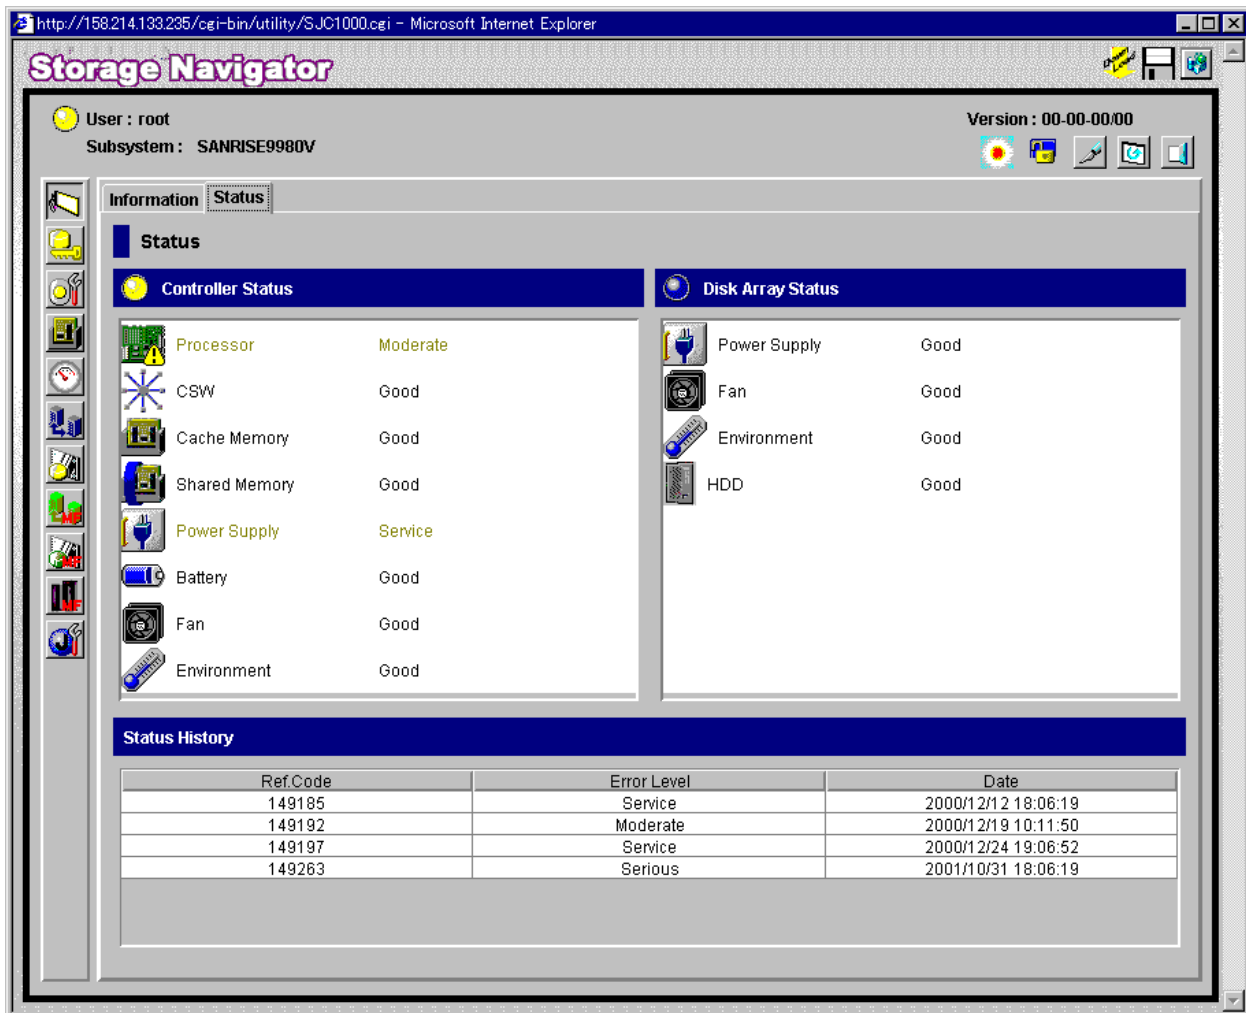 http://158.214.133.235/cgi-bin/utility/SJC1000.cgi - Microsoft Internet Explorer
Storage Navigator
User : root
Version : 00-00-00/00
Subsystem : SANRISE9980V
Information Status
Status
Controller Status
Processor Moderate
CSW Good
Cache Memory Good
Shared Memory Good
Power Supply Service
Battery Good
Fan Good
Environment Good
Disk Array Status
Power Supply Good
Fan Good
Environment Good
HDD Good
Status History
Ref.Code Error Level Date
149185 Service 2000/12/12 18:06:19
149192 Moderate 2000/12/19 10:11:50
149197 Service 2000/12/24 19:06:52
149263 Serious 2001/10/31 18:06:19